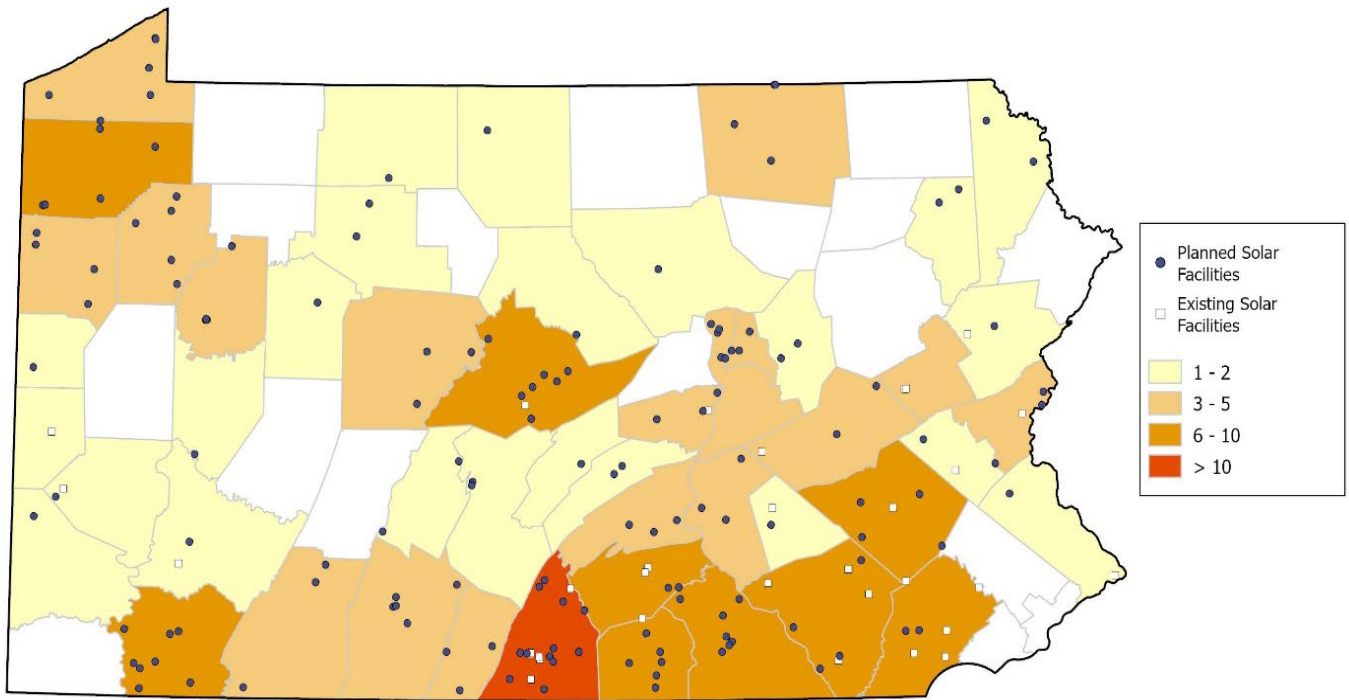 Planned Solar
Facilities
Existing Solar
Facilities
1 - 2
3 - 5
6 - 10
> 10